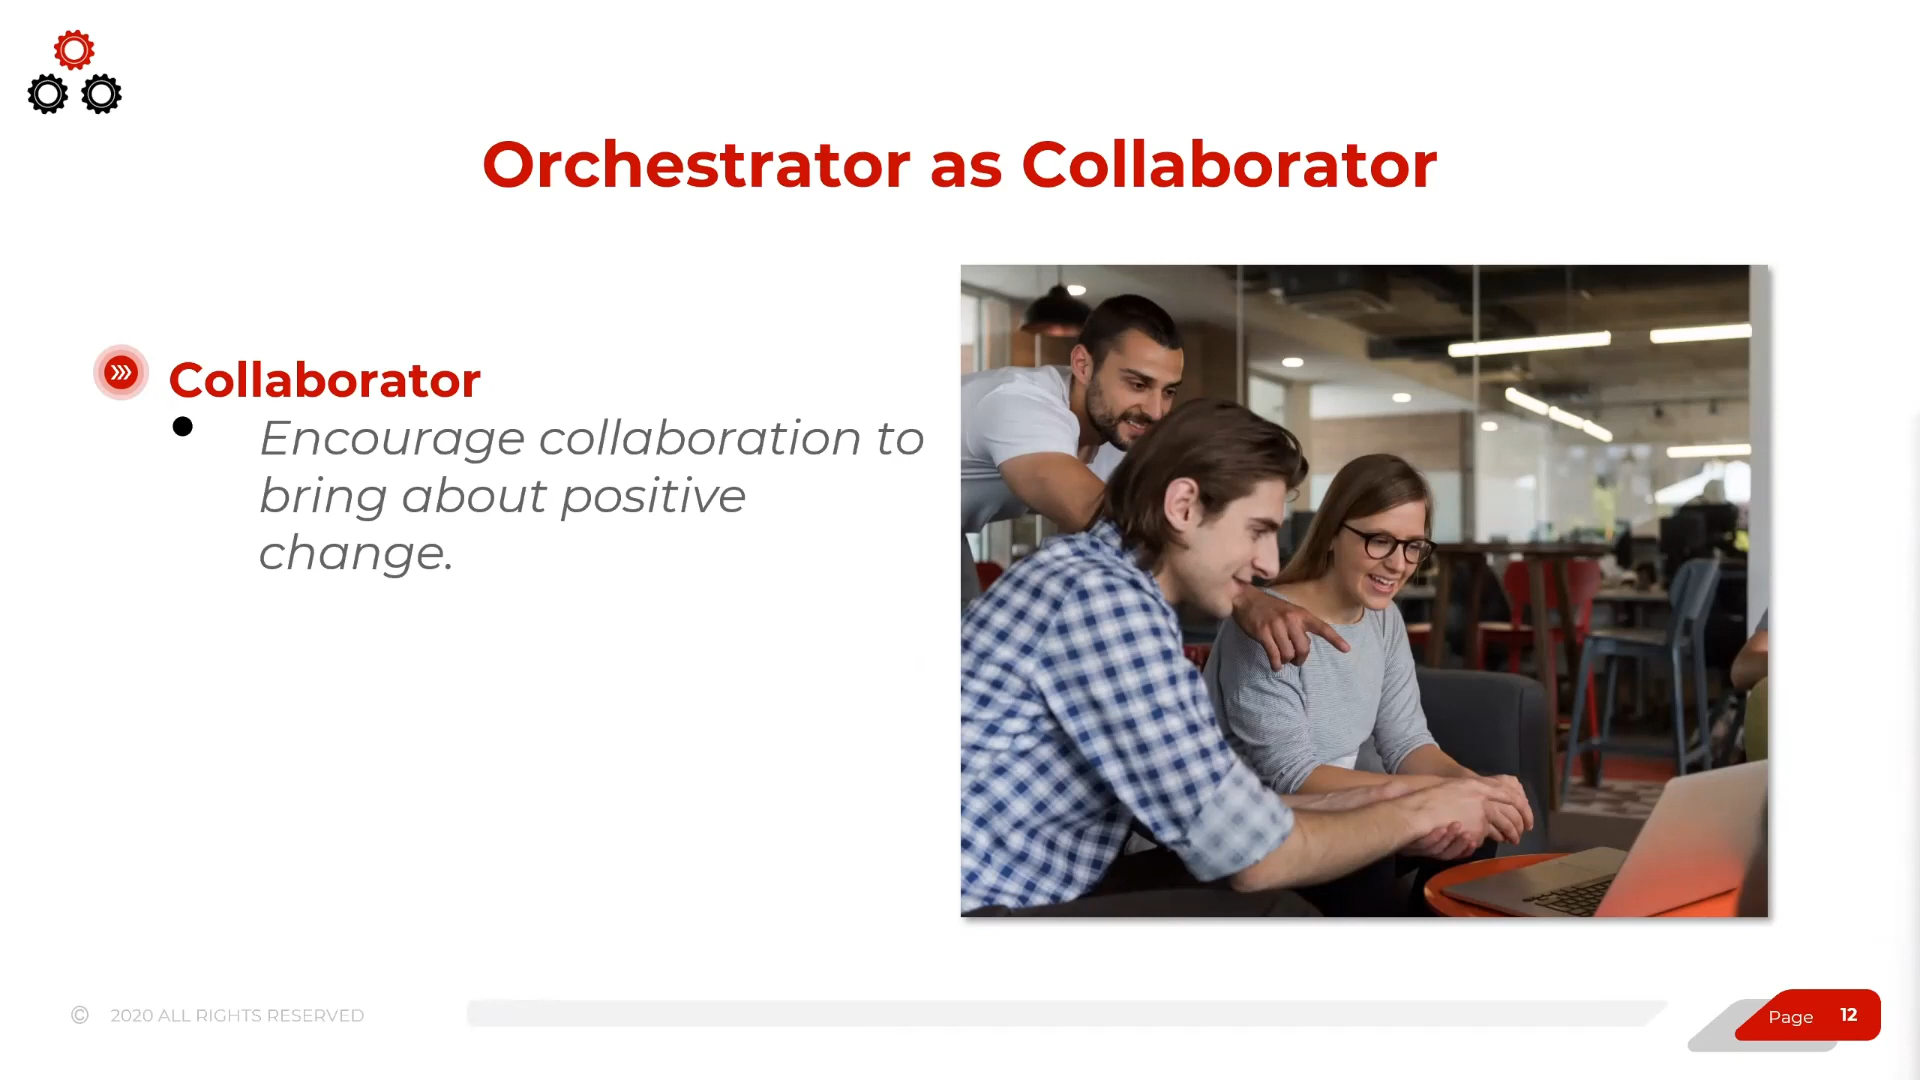 Orchestrator as Collaborator
Collaborator
Encourage collaboration to
bring about positive
change.
© 2020 ALL RIGHTS RESERVED
Page 12